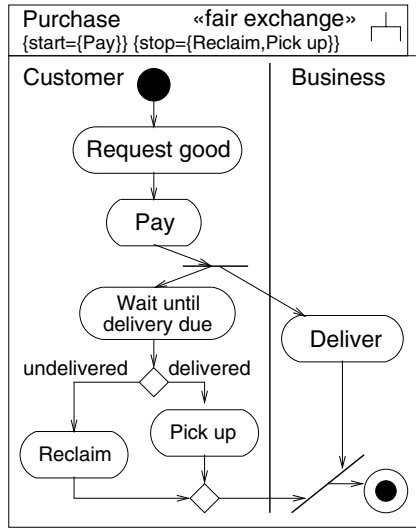 Purchase «fair exchange»
{start={Pay}} {stop={Reclaim,Pick up}}
Customer Business
Request good
Pay
Wait until
delivery due
Deliver
undelivered delivered
Pick up
Reclaim